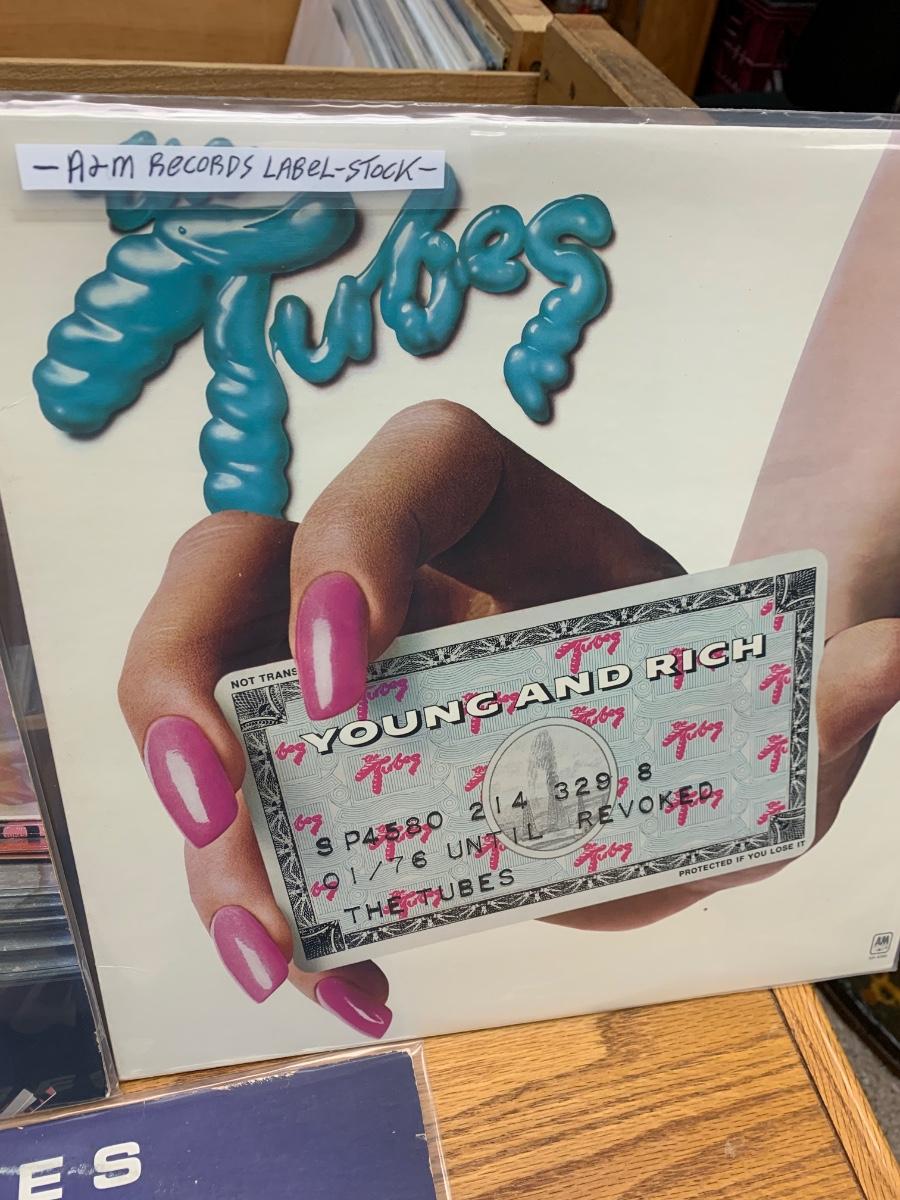 - A&M RECORDS LABEL-STOCK -
Tubes
NOT TRANS
YOUNG AND RICH
SP4580 214 329 8
01/76 UNTIL REVOKED
THE TUBES
PROTECTED IF YOU LOSE IT
A&M
ES